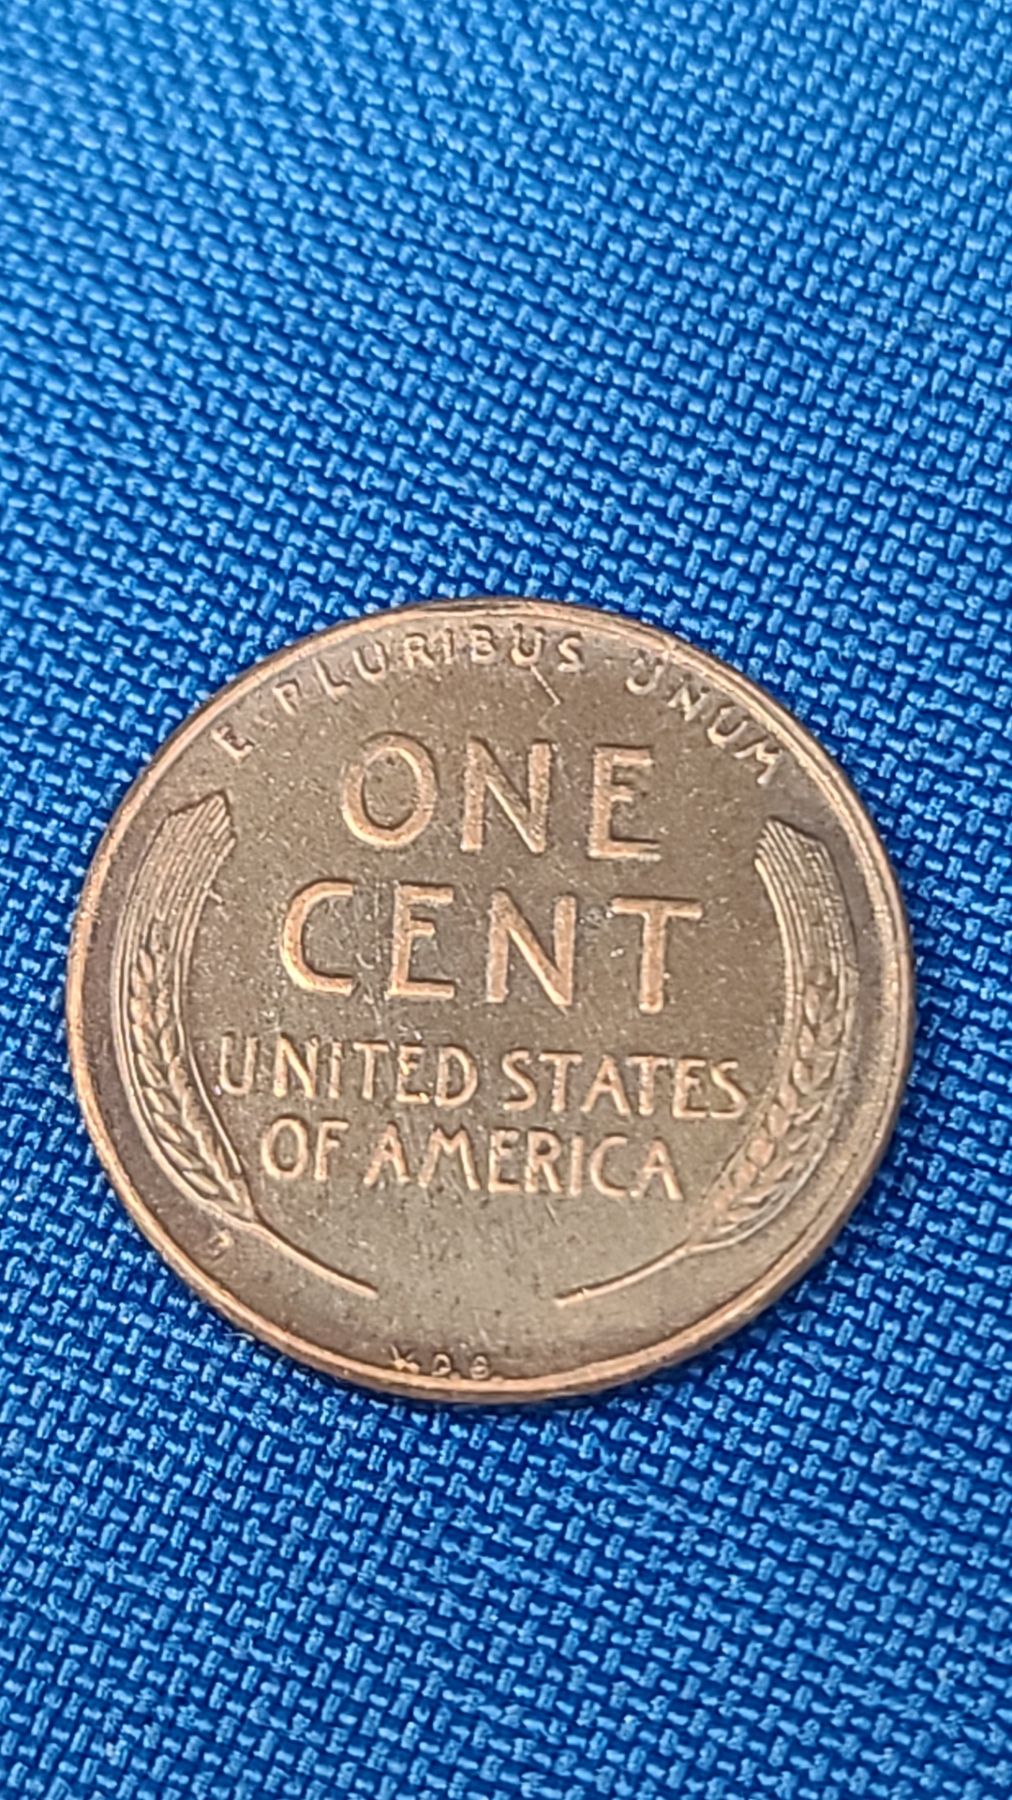 E·PLURIBUS·UNUM
ONE
CENT
UNITED STATES
OF AMERICA
V.D.B.